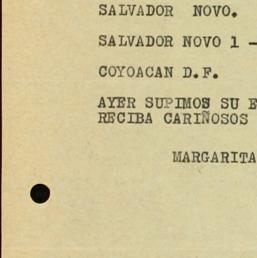 SALVADOR NOVO.
SALVADOR NOVO 1 -
COYOACAN D.F.
AYER SUPIMOS SU E
RECIBA CARIÑOSOS
MARGARITA